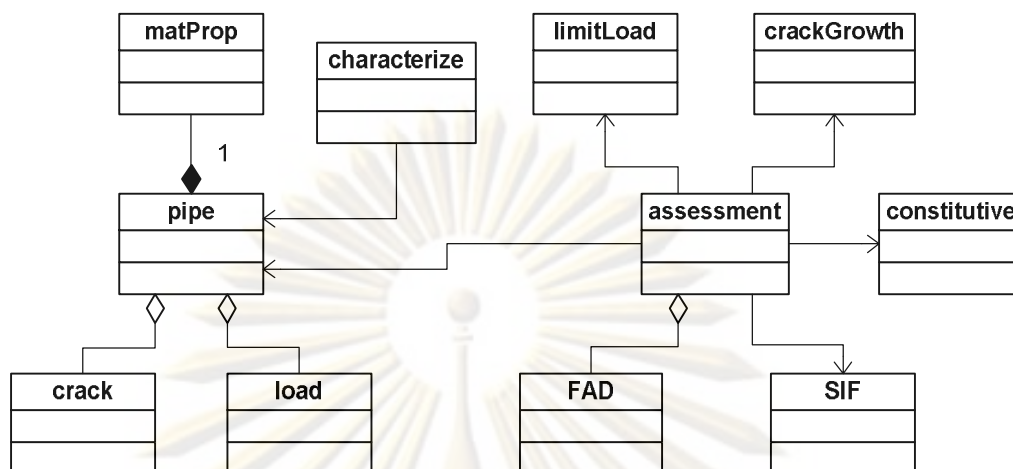 matProp
characterize
limitLoad
crackGrowth
1
pipe
assessment
constitutive
crack
load
FAD
SIF